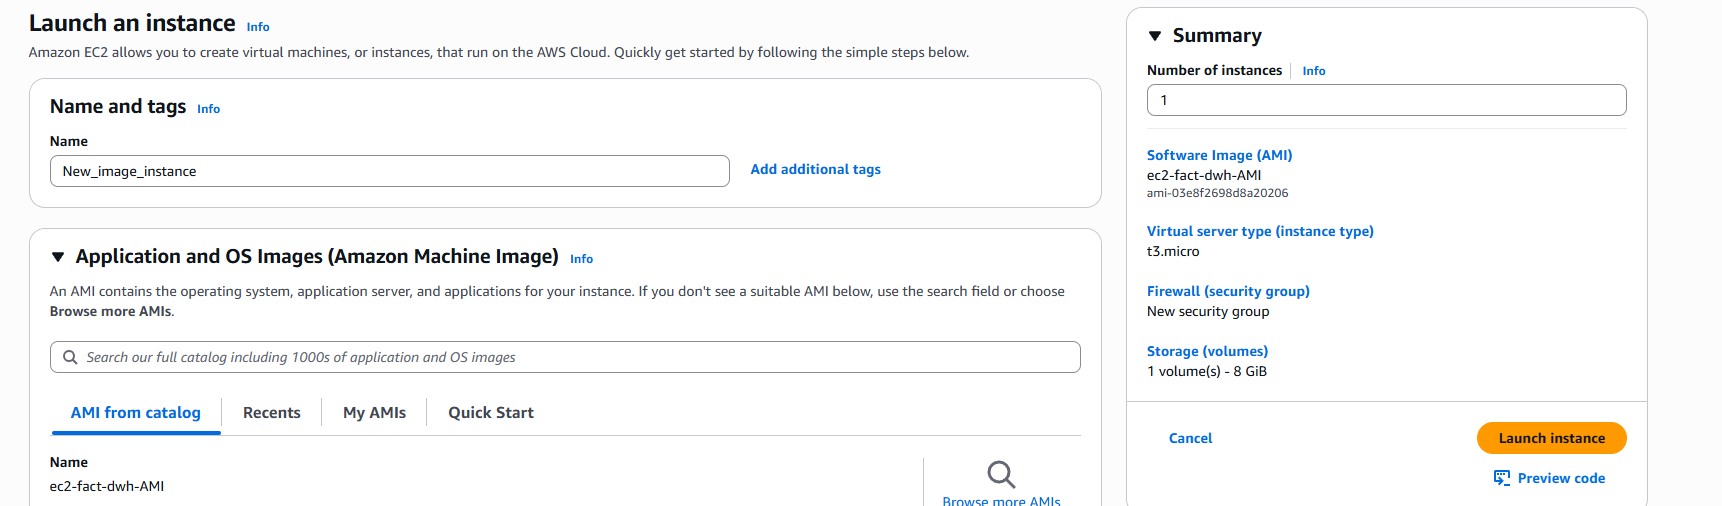 Launch an instance Info
Amazon EC2 allows you to create virtual machines, or instances, that run on the AWS Cloud. Quickly get started by following the simple steps below.
Name and tags Info
Name
New_image_instance
Add additional tags
Application and OS Images (Amazon Machine Image) Info
An AMI contains the operating system, application server, and applications for your instance. If you don't see a suitable AMI below, use the search field or choose
Browse more AMIs.
Search our full catalog including 1000s of application and OS images
AMI from catalog
Recents
My AMIs
Quick Start
Name
ec2-fact-dwh-AMI
Browse more AMIs
Summary
Number of instances Info
1
Software Image (AMI)
ec2-fact-dwh-AMI
ami-03e8f2698d8a20206
Virtual server type (instance type)
t3.micro
Firewall (security group)
New security group
Storage (volumes)
1 volume(s) - 8 GiB
Cancel
Launch instance
Preview code